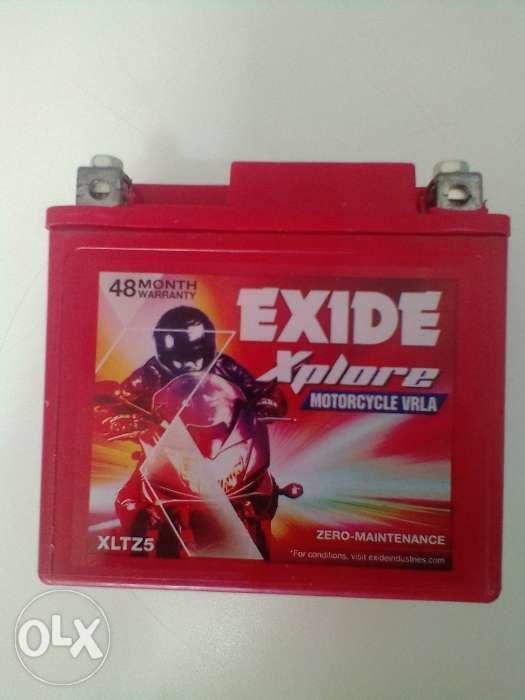 48 MONTH
WARRANTY
EXIDE
Xplore
MOTORCYCLE VRLA
XLTZ5
ZERO-MAINTENANCE
*For conditions, visit exideindustries.com
OLX